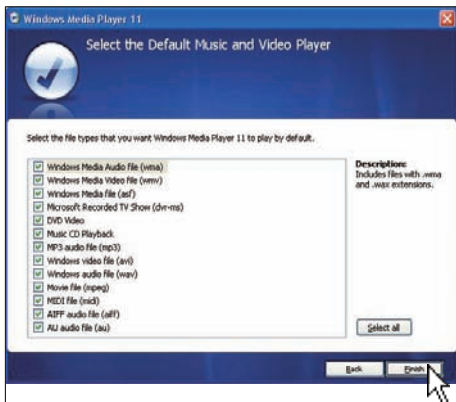 Windows Media Player 11
Select the Default Music and Video Player
Select the file types that you want Windows Media Player 11 to play by default.
Windows Media Audio file (wma)
Windows Media Video file (wmv)
Windows Media file (asf)
Microsoft Recorded TV Show (dvr-ms)
DVD Video
Music CD Playback
MP3 audio file (mp3)
Windows video file (avi)
Windows audio file (wav)
Movie file (mpeg)
MIDI file (midi)
AIFF audio file (aiff)
AU audio file (au)
Description:
Includes files with .wma
and .wax extensions.
Select all
Back
Finish